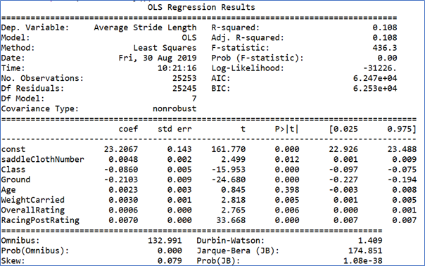 OLS Regression Results
Dep. Variable: Average Stride Length R-squared: 0.108
Model: OLS Adj. R-squared: 0.108
Method: Least Squares F-statistic: 436.3
Date: Fri, 30 Aug 2019 Prob (F-statistic): 0.00
Time: 10:21:16 Log-Likelihood: -31226.
No. Observations: 25253 AIC: 6.247e+04
Df Residuals: 25245 BIC: 6.253e+04
Df Model: 7
Covariance Type: nonrobust
coef std err t P>|t| [0.025 0.975]
const 23.2067 0.143 161.770 0.000 22.926 23.488
saddleClothNumber 0.0048 0.002 2.499 0.012 0.001 0.009
Class -0.0860 0.005 -15.953 0.000 -0.097 -0.075
Ground -0.2103 0.009 -24.680 0.000 -0.227 -0.194
Age 0.0023 0.003 0.845 0.398 -0.003 0.008
WeightCarried 0.0030 0.001 2.818 0.005 0.001 0.005
OverallRating 0.0006 0.000 2.765 0.006 0.000 0.001
RacingPostRating 0.0070 0.000 33.668 0.000 0.007 0.007
Omnibus: 132.991 Durbin-Watson: 1.409
Prob(Omnibus): 0.000 Jarque-Bera (JB): 174.851
Skew: 0.079 Prob(JB): 1.08e-38